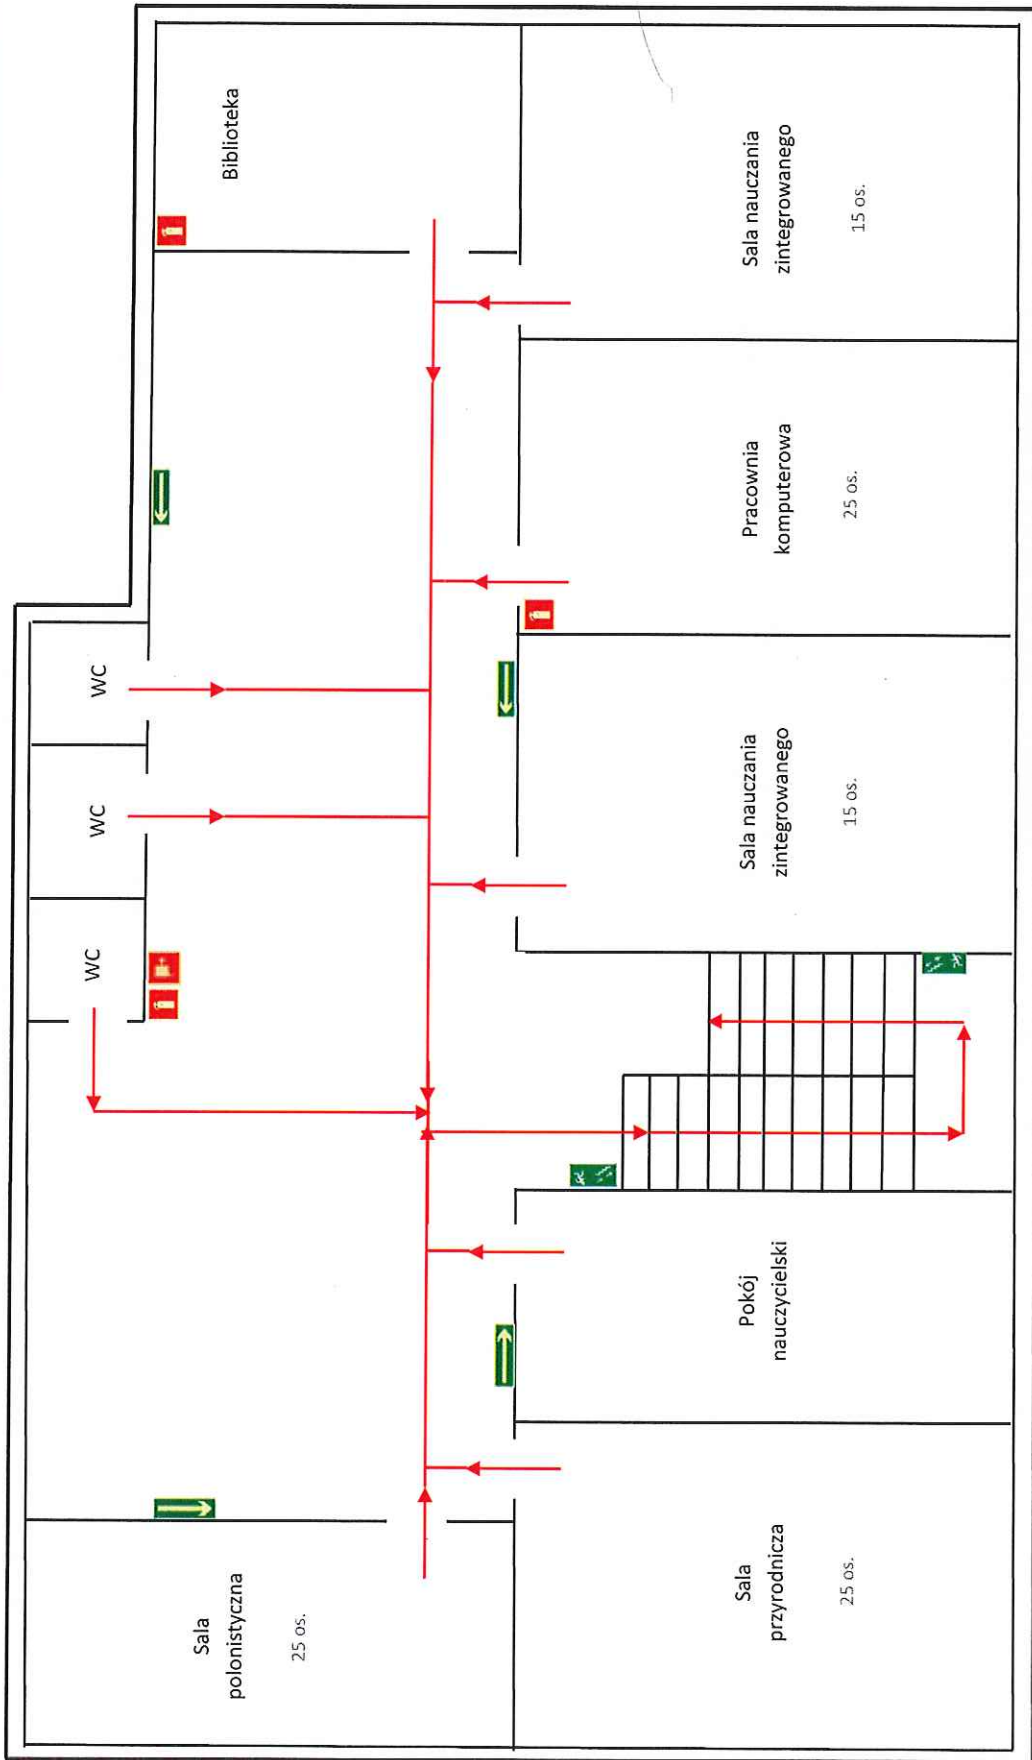 Sala
polonistyczna
25 os.
WC
WC
WC
Biblioteka
Sala
przyrodnicza
25 os.
Pokój
nauczycielski
Sala nauczania
zintegrowanego
15 os.
Pracownia
komputerowa
25 os.
Sala nauczania
zintegrowanego
15 os.